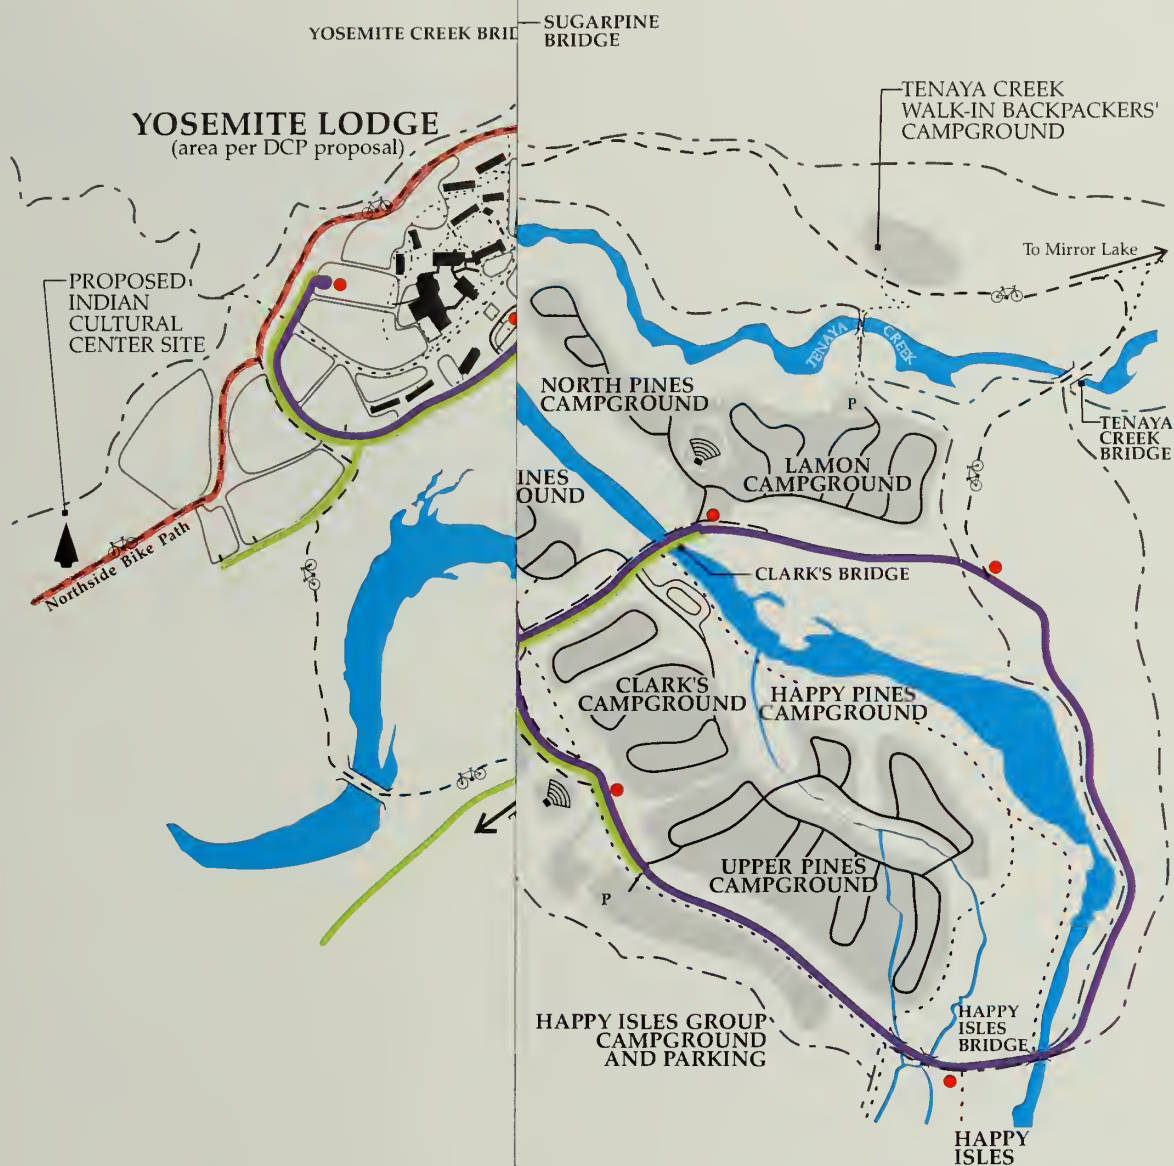 YOSEMITE CREEK BRID
SUGARPINE
BRIDGE
YOSEMITE LODGE
(area per DCP proposal)
TENAYA CREEK
WALK-IN BACKPACKERS'
CAMPGROUND
To Mirror Lake
PROPOSED
INDIAN
CULTURAL
CENTER SITE
TENAYA CREEK
NORTH PINES
CAMPGROUND
P
TENAYA
CREEK
BRIDGE
LAMON
CAMPGROUND
INES
OUND
Northside Bike Path
CLARK'S BRIDGE
CLARK'S
CAMPGROUND
HAPPY PINES
CAMPGROUND
UPPER PINES
CAMPGROUND
P
HAPPY ISLES GROUP
CAMPGROUND
AND PARKING
HAPPY
ISLES
BRIDGE
HAPPY
ISLES